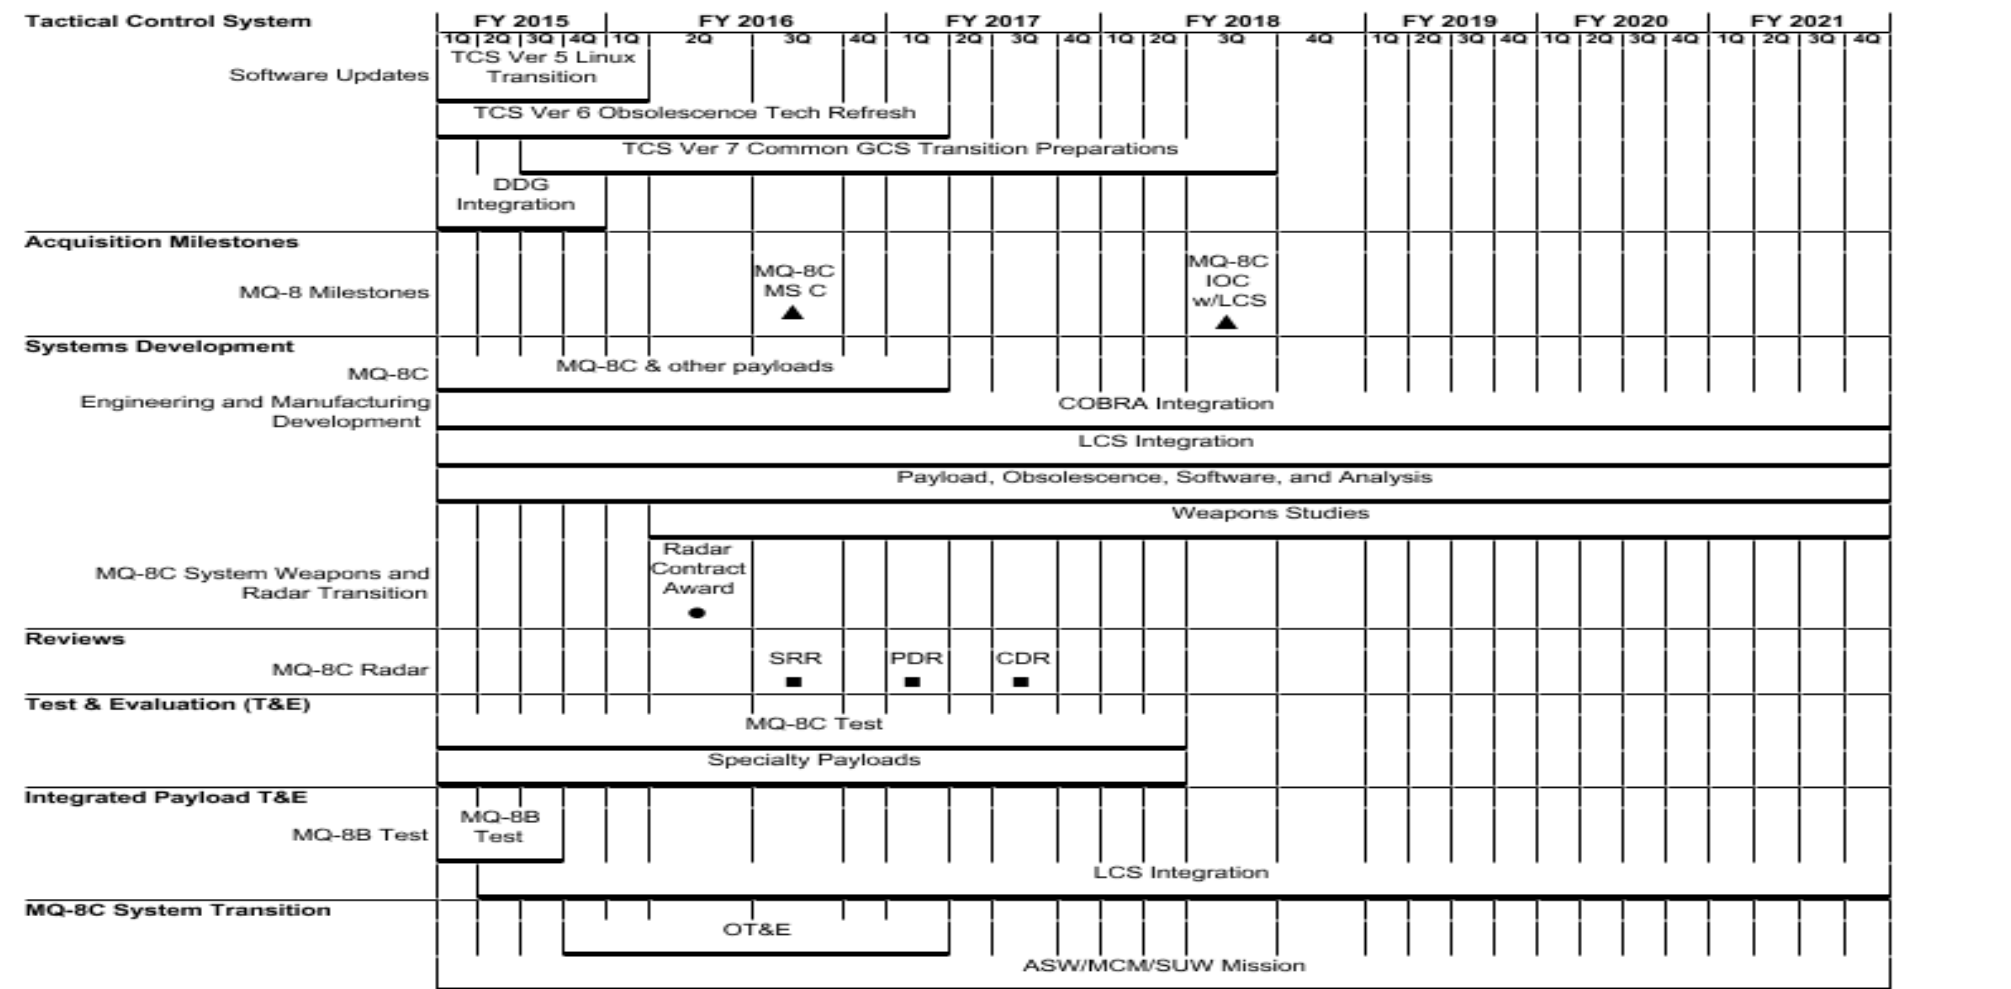 Tactical Control System FY 2015 FY 2016 FY 2017 FY 2018 FY 2019 FY 2020 FY 2021
1Q 2Q 3Q 4Q 1Q 2Q 3Q 4Q 1Q 2Q 3Q 4Q 1Q 2Q 3Q 4Q 1Q 2Q 3Q 4Q 1Q 2Q 3Q 4Q 1Q 2Q 3Q 4Q
Software Updates
TCS Ver 5 Linux
Transition
TCS Ver 6 Obsolescence Tech Refresh
TCS Ver 7 Common GCS Transition Preparations
DDG
Integration
Acquisition Milestones
MQ-8 Milestones
MQ-8C
MS C
MQ-8C
IOC
w/LCS
Systems Development
MQ-8C
MQ-8C & other payloads
Engineering and Manufacturing
Development
COBRA Integration
LCS Integration
Payload, Obsolescence, Software, and Analysis
Weapons Studies
MQ-8C System Weapons and
Radar Transition
Radar
Contract
Award
Reviews
MQ-8C Radar
SRR PDR CDR
Test & Evaluation (T&E)
MQ-8C Test
Specialty Payloads
Integrated Payload T&E
MQ-8B Test
MQ-8B
Test
LCS Integration
MQ-8C System Transition
OT&E
ASW/MCM/SUW Mission